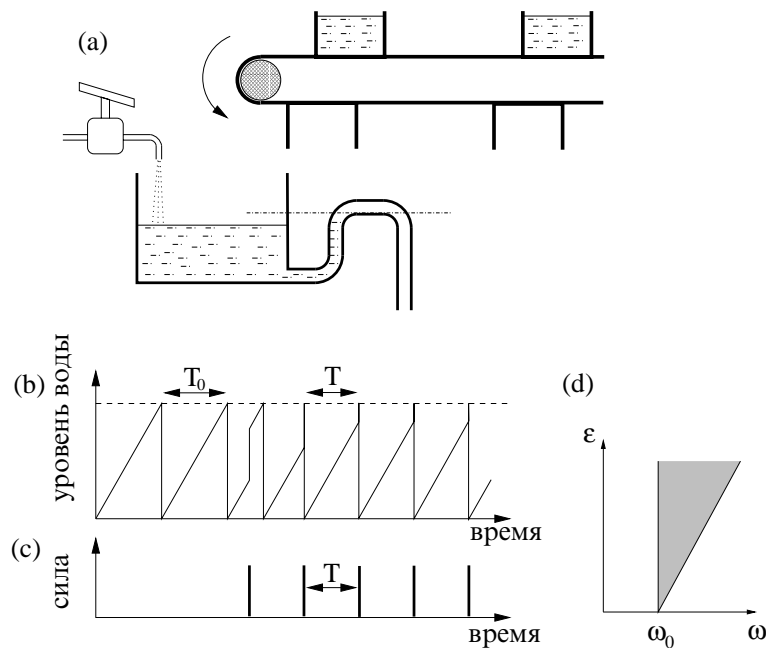 (a)
(b)
уровень воды
T₀
T
время
(c)
сила
T
время
(d)
ε
ω₀
ω